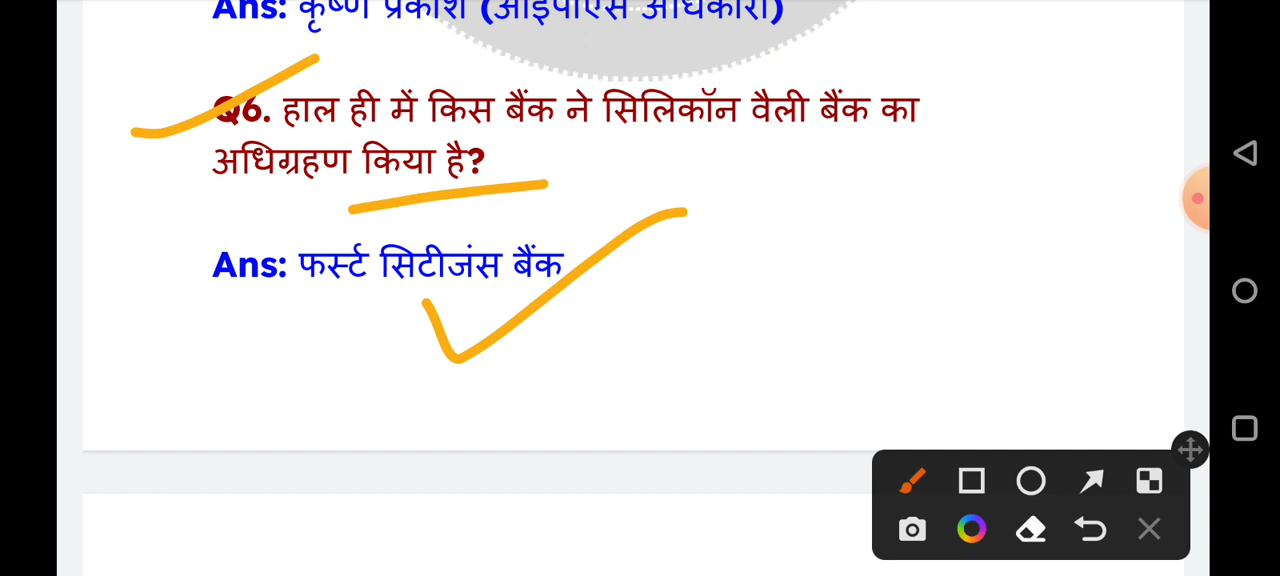 Ans: कृष्ण प्रकाश (आईपीएस अधिकारी)
Q6. हाल ही में किस बैंक ने सिलिकॉन वैली बैंक का
अधिग्रहण किया है?
Ans: फर्स्ट सिटीजंस बैंक